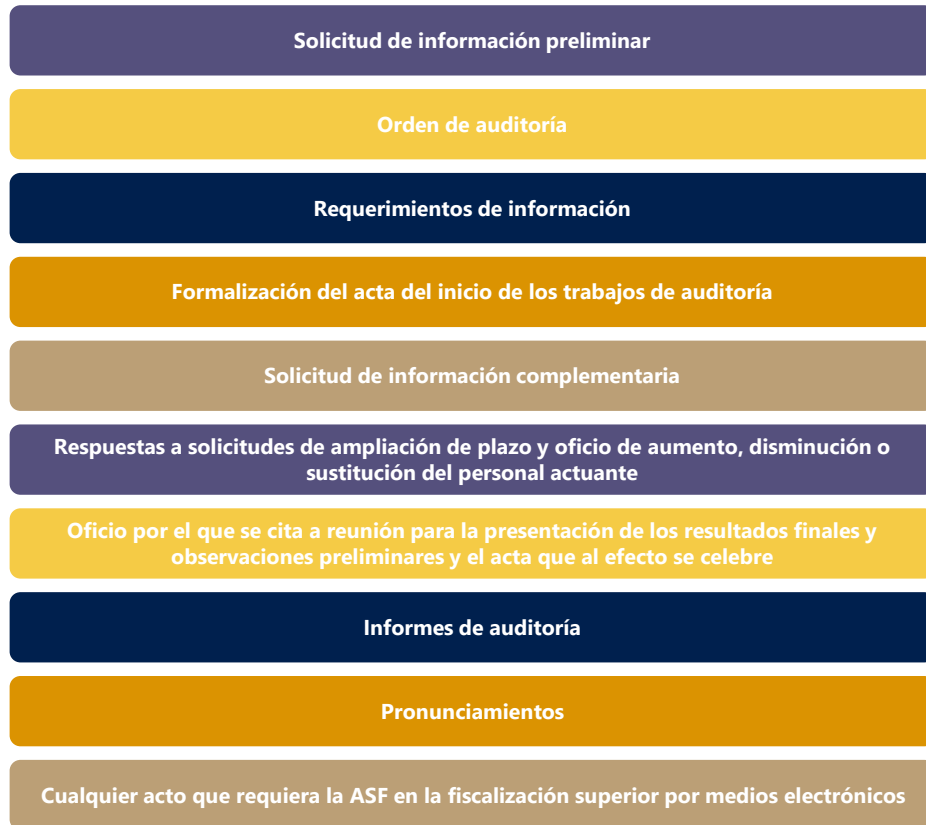 Solicitud de información preliminar
Orden de auditoría
Requerimientos de información
Formalización del acta del inicio de los trabajos de auditoría
Solicitud de información complementaria
Respuestas a solicitudes de ampliación de plazo y oficio de aumento, disminución o
sustitución del personal actuante
Oficio por el que se cita a reunión para la presentación de los resultados finales y
observaciones preliminares y el acta que al efecto se celebre
Informes de auditoría
Pronunciamientos
Cualquier acto que requiera la ASF en la fiscalización superior por medios electrónicos